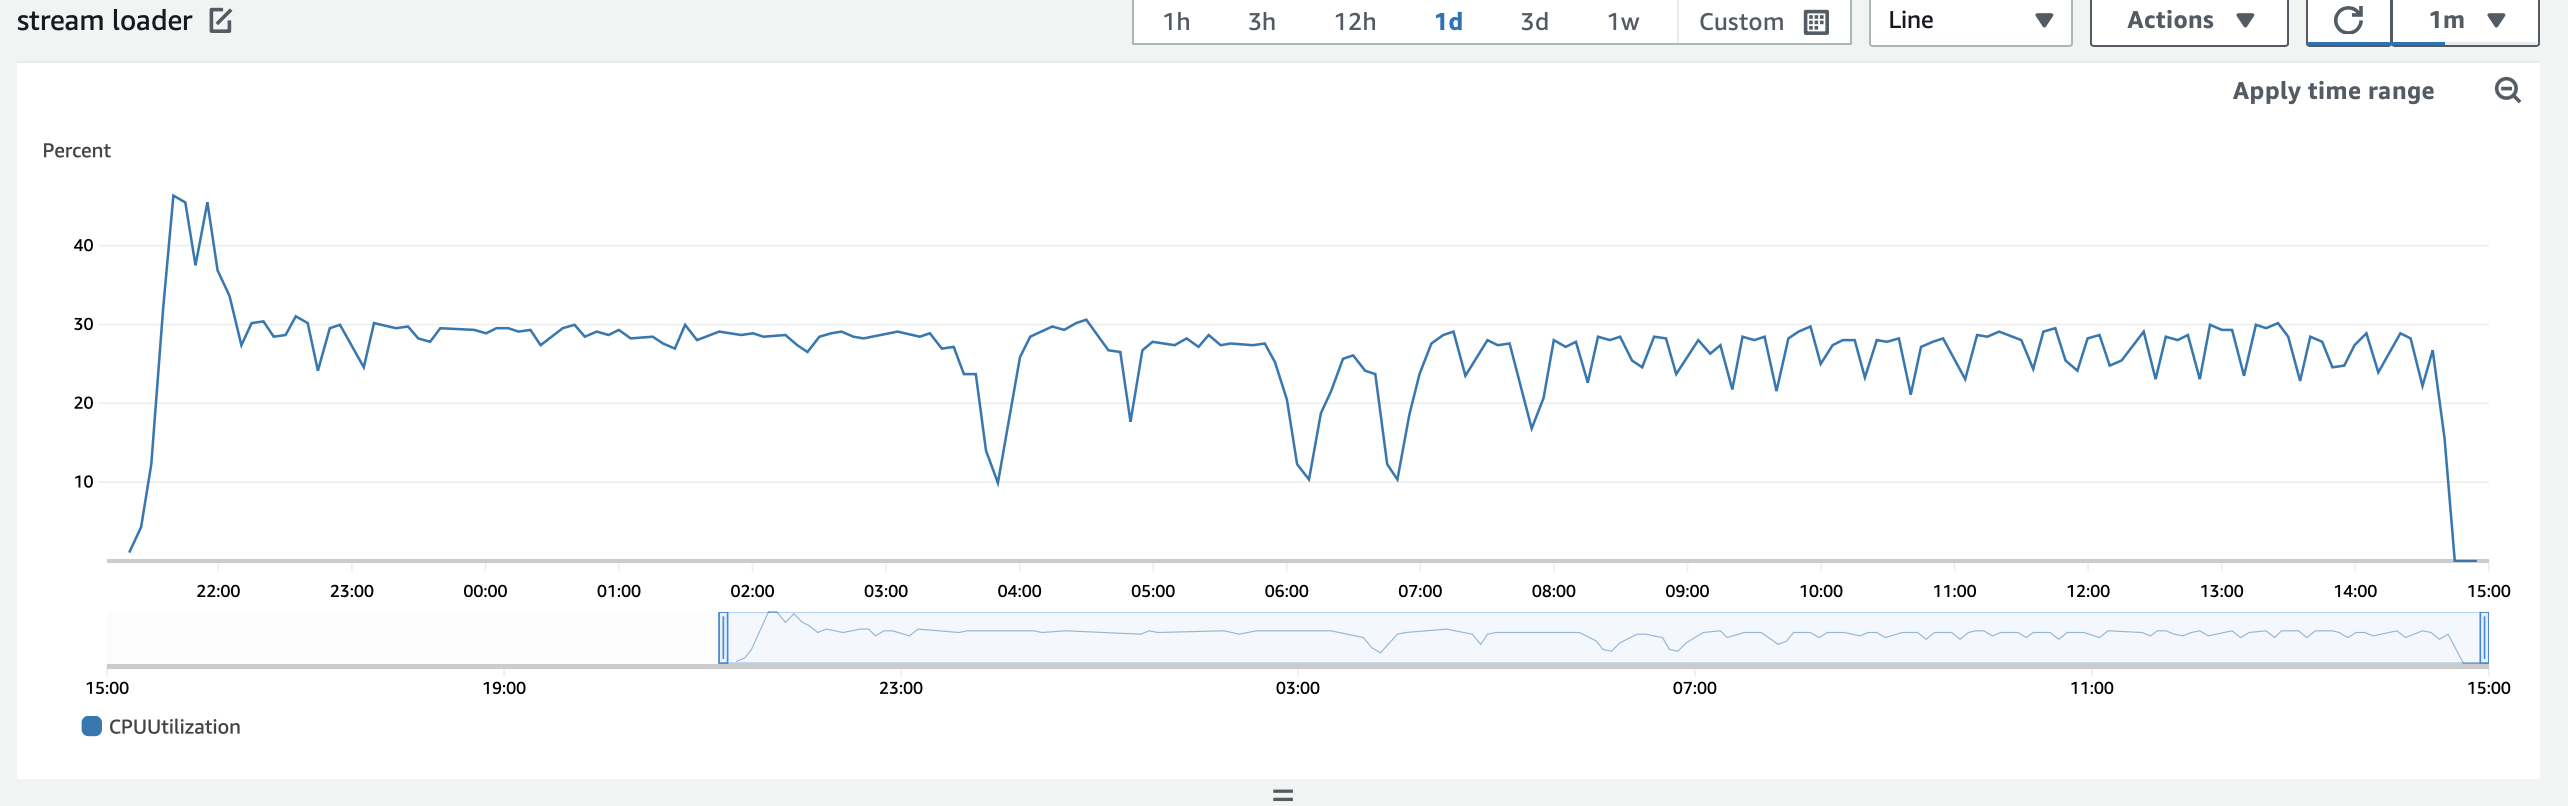 stream loader 1h 3h 12h 1d 3d 1w Custom Line Actions 1m
Apply time range
Percent
40
30
20
10
22:00 23:00 00:00 01:00 02:00 03:00 04:00 05:00 06:00 07:00 08:00 09:00 10:00 11:00 12:00 13:00 14:00 15:00
15:00 19:00 23:00 03:00 07:00 11:00 15:00
CPUUtilization